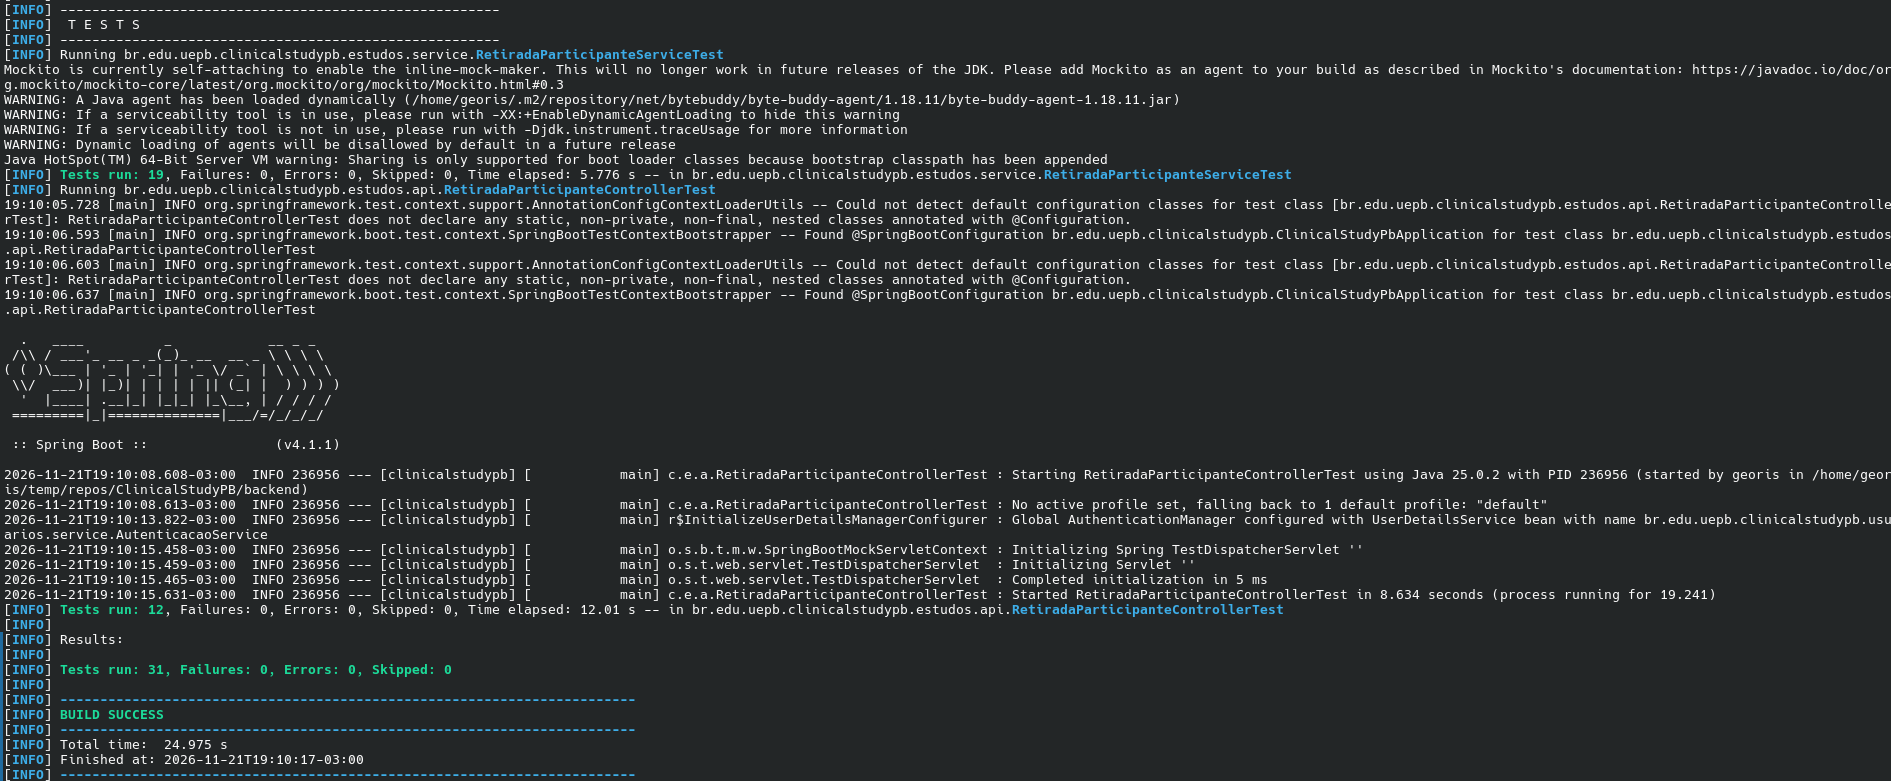 [INFO] -------------------------------------------------------
[INFO]  T E S T S
[INFO] -------------------------------------------------------
[INFO] Running br.edu.uepb.clinicalstudypb.estudos.service.RetiradaParticipanteServiceTest
Mockito is currently self-attaching to enable the inline-mock-maker. This will no longer work in future releases of the JDK. Please add Mockito as an agent to your build as described in Mockito's documentation: https://javadoc.io/doc/or
g.mockito/mockito-core/latest/org.mockito/org/mockito/Mockito.html#0.3
WARNING: A Java agent has been loaded dynamically (/home/georis/.m2/repository/net/bytebuddy/byte-buddy-agent/1.18.11/byte-buddy-agent-1.18.11.jar)
WARNING: If a serviceability tool is in use, please run with -XX:+EnableDynamicAgentLoading to hide this warning
WARNING: If a serviceability tool is not in use, please run with -Djdk.instrument.traceUsage for more information
WARNING: Dynamic loading of agents will be disallowed by default in a future release
Java HotSpot(TM) 64-Bit Server VM warning: Sharing is only supported for boot loader classes because bootstrap classpath has been appended
[INFO] Tests run: 19, Failures: 0, Errors: 0, Skipped: 0, Time elapsed: 5.776 s -- in br.edu.uepb.clinicalstudypb.estudos.service.RetiradaParticipanteServiceTest
[INFO] Running br.edu.uepb.clinicalstudypb.estudos.api.RetiradaParticipanteControllerTest
19:10:05.728 [main] INFO org.springframework.test.context.support.AnnotationConfigContextLoaderUtils -- Could not detect default configuration classes for test class [br.edu.uepb.clinicalstudypb.estudos.api.RetiradaParticipanteControlle
rTest]: RetiradaParticipanteControllerTest does not declare any static, non-private, non-final, nested classes annotated with @Configuration.
19:10:06.593 [main] INFO org.springframework.boot.test.context.SpringBootTestContextBootstrapper -- Found @SpringBootConfiguration br.edu.uepb.clinicalstudypb.ClinicalStudyPbApplication for test class br.edu.uepb.clinicalstudypb.estudos
.api.RetiradaParticipanteControllerTest
19:10:06.603 [main] INFO org.springframework.test.context.support.AnnotationConfigContextLoaderUtils -- Could not detect default configuration classes for test class [br.edu.uepb.clinicalstudypb.estudos.api.RetiradaParticipanteControlle
rTest]: RetiradaParticipanteControllerTest does not declare any static, non-private, non-final, nested classes annotated with @Configuration.
19:10:06.637 [main] INFO org.springframework.boot.test.context.SpringBootTestContextBootstrapper -- Found @SpringBootConfiguration br.edu.uepb.clinicalstudypb.ClinicalStudyPbApplication for test class br.edu.uepb.clinicalstudypb.estudos
.api.RetiradaParticipanteControllerTest

  .   ____          _            __ _ _
 /\\ / ___'_ __ _ _(_)_ __  __ _ \ \ \ \
( ( )\___ | '_ | '_| | '_ \/ _` | \ \ \ \
 \\/  ___)| |_)| | | | | || (_| |  ) ) ) )
  '  |____| .__|_| |_|_| |_\__, | / / / /
 =========|_|==============|___/=/_/_/_/

 :: Spring Boot ::                (v4.1.1)

2026-11-21T19:10:08.608-03:00  INFO 236956 --- [clinicalstudypb] [           main] c.e.a.RetiradaParticipanteControllerTest : Starting RetiradaParticipanteControllerTest using Java 25.0.2 with PID 236956 (started by georis in /home/geor
is/temp/repos/ClinicalStudyPB/backend)
2026-11-21T19:10:08.613-03:00  INFO 236956 --- [clinicalstudypb] [           main] c.e.a.RetiradaParticipanteControllerTest : No active profile set, falling back to 1 default profile: "default"
2026-11-21T19:10:13.822-03:00  INFO 236956 --- [clinicalstudypb] [           main] r$InitializeUserDetailsManagerConfigurer : Global AuthenticationManager configured with UserDetailsService bean with name br.edu.uepb.clinicalstudypb.usu
arios.service.AutenticacaoService
2026-11-21T19:10:15.458-03:00  INFO 236956 --- [clinicalstudypb] [           main] o.s.b.t.m.w.SpringBootMockServletContext : Initializing Spring TestDispatcherServlet ''
2026-11-21T19:10:15.459-03:00  INFO 236956 --- [clinicalstudypb] [           main] o.s.t.web.servlet.TestDispatcherServlet  : Initializing Servlet ''
2026-11-21T19:10:15.465-03:00  INFO 236956 --- [clinicalstudypb] [           main] o.s.t.web.servlet.TestDispatcherServlet  : Completed initialization in 5 ms
2026-11-21T19:10:15.631-03:00  INFO 236956 --- [clinicalstudypb] [           main] c.e.a.RetiradaParticipanteControllerTest : Started RetiradaParticipanteControllerTest in 8.634 seconds (process running for 19.241)
[INFO] Tests run: 12, Failures: 0, Errors: 0, Skipped: 0, Time elapsed: 12.01 s -- in br.edu.uepb.clinicalstudypb.estudos.api.RetiradaParticipanteControllerTest
[INFO]
[INFO] Results:
[INFO]
[INFO] Tests run: 31, Failures: 0, Errors: 0, Skipped: 0
[INFO]
[INFO] ------------------------------------------------------------------------
[INFO] BUILD SUCCESS
[INFO] ------------------------------------------------------------------------
[INFO] Total time:  24.975 s
[INFO] Finished at: 2026-11-21T19:10:17-03:00
[INFO] ------------------------------------------------------------------------